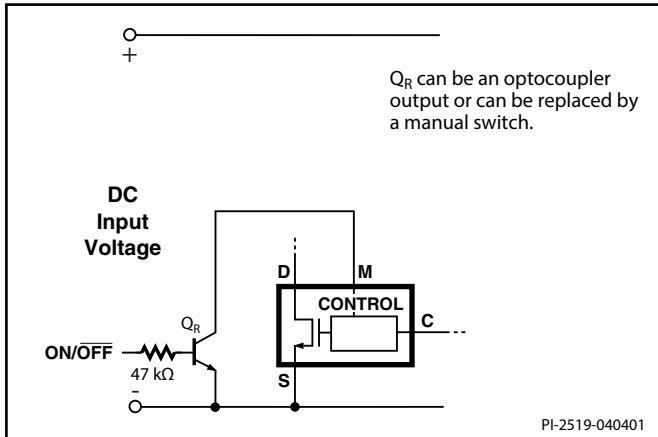 +
Q_R can be an optocoupler
output or can be replaced by
a manual switch.
DC
Input
Voltage
D
M
CONTROL
C
Q_R
ON/O̅F̅F̅
47 kΩ
S
-
PI-2519-040401